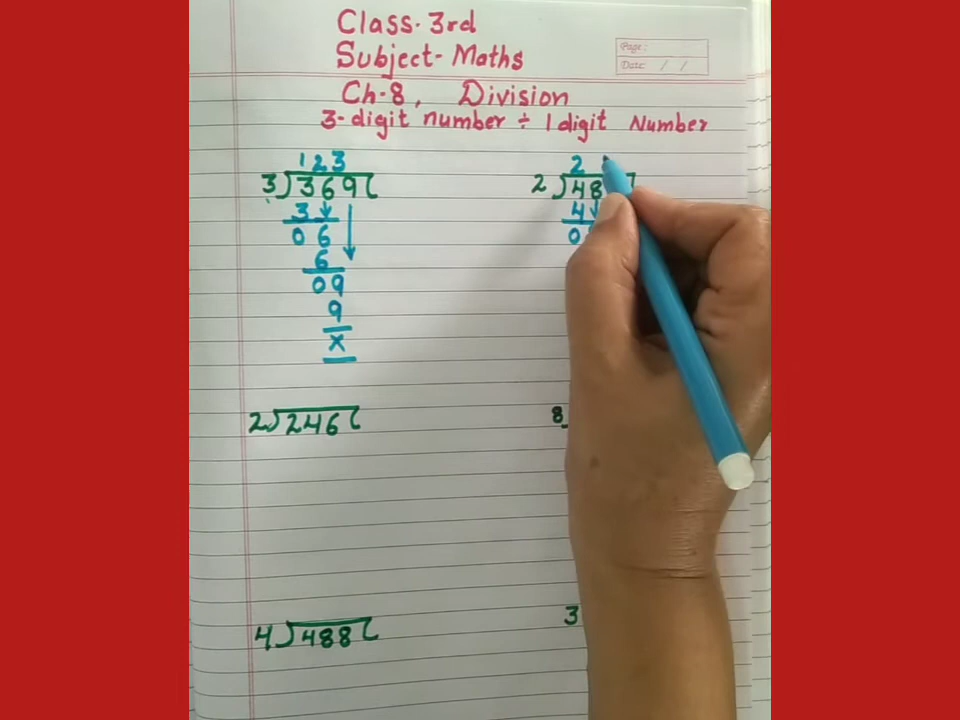 Class-3rd
Subject-Maths
Page:
Date: / /
Ch-8, Division
3-digit number ÷ 1 digit Number
123
3)369(
3
06
6
09
9
x
2
2)48
4
0
2)246(
8
4)488(
3